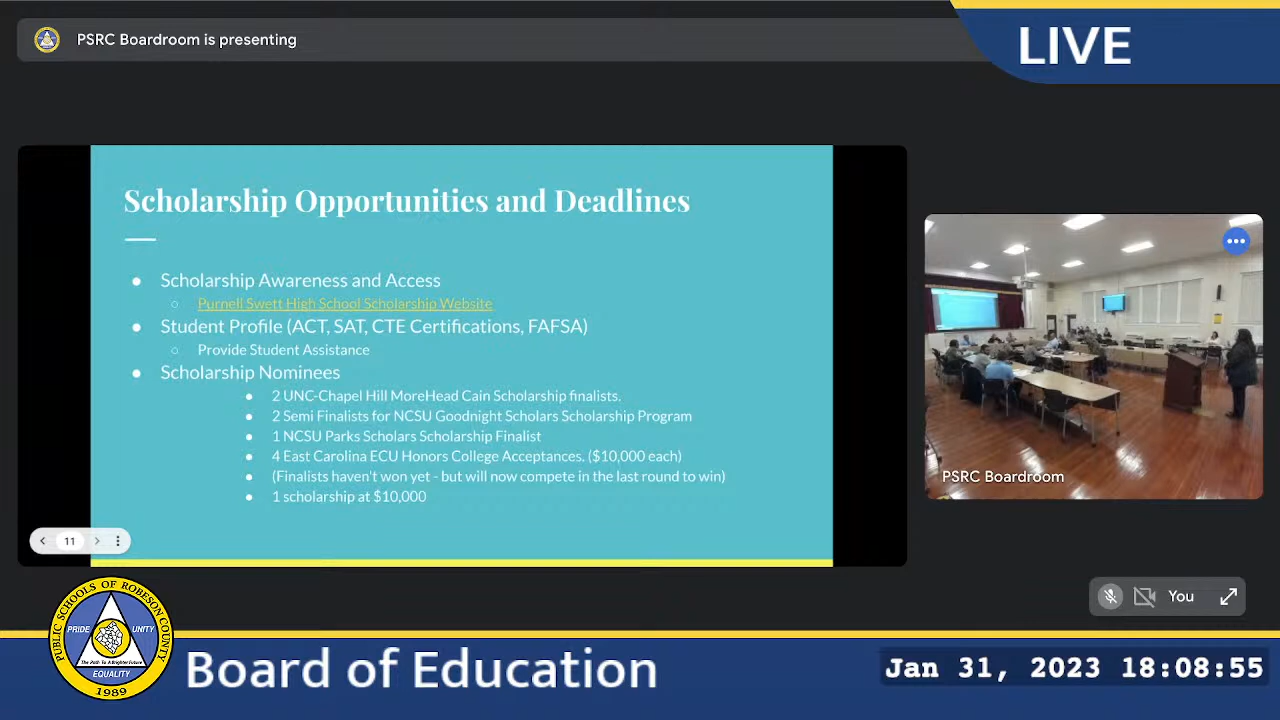 PSRC Boardroom is presenting
LIVE
Scholarship Opportunities and Deadlines
Scholarship Awareness and Access
Purnell Swett High School Scholarship Website
Student Profile (ACT, SAT, CTE Certifications, FAFSA)
Provide Student Assistance
Scholarship Nominees
2 UNC-Chapel Hill MoreHead Cain Scholarship finalists.
2 Semi Finalists for NCSU Goodnight Scholars Scholarship Program
1 NCSU Parks Scholars Scholarship Finalist
4 East Carolina ECU Honors College Acceptances. ($10,000 each)
(Finalists haven't won yet - but will now compete in the last round to win)
1 scholarship at $10,000
11
PSRC Boardroom
You
PUBLIC SCHOOLS OF ROBESON COUNTY
PRIDE UNITY
The Path To A Brighter Future
EQUALITY
1989
Board of Education
Jan 31, 2023 18:08:55